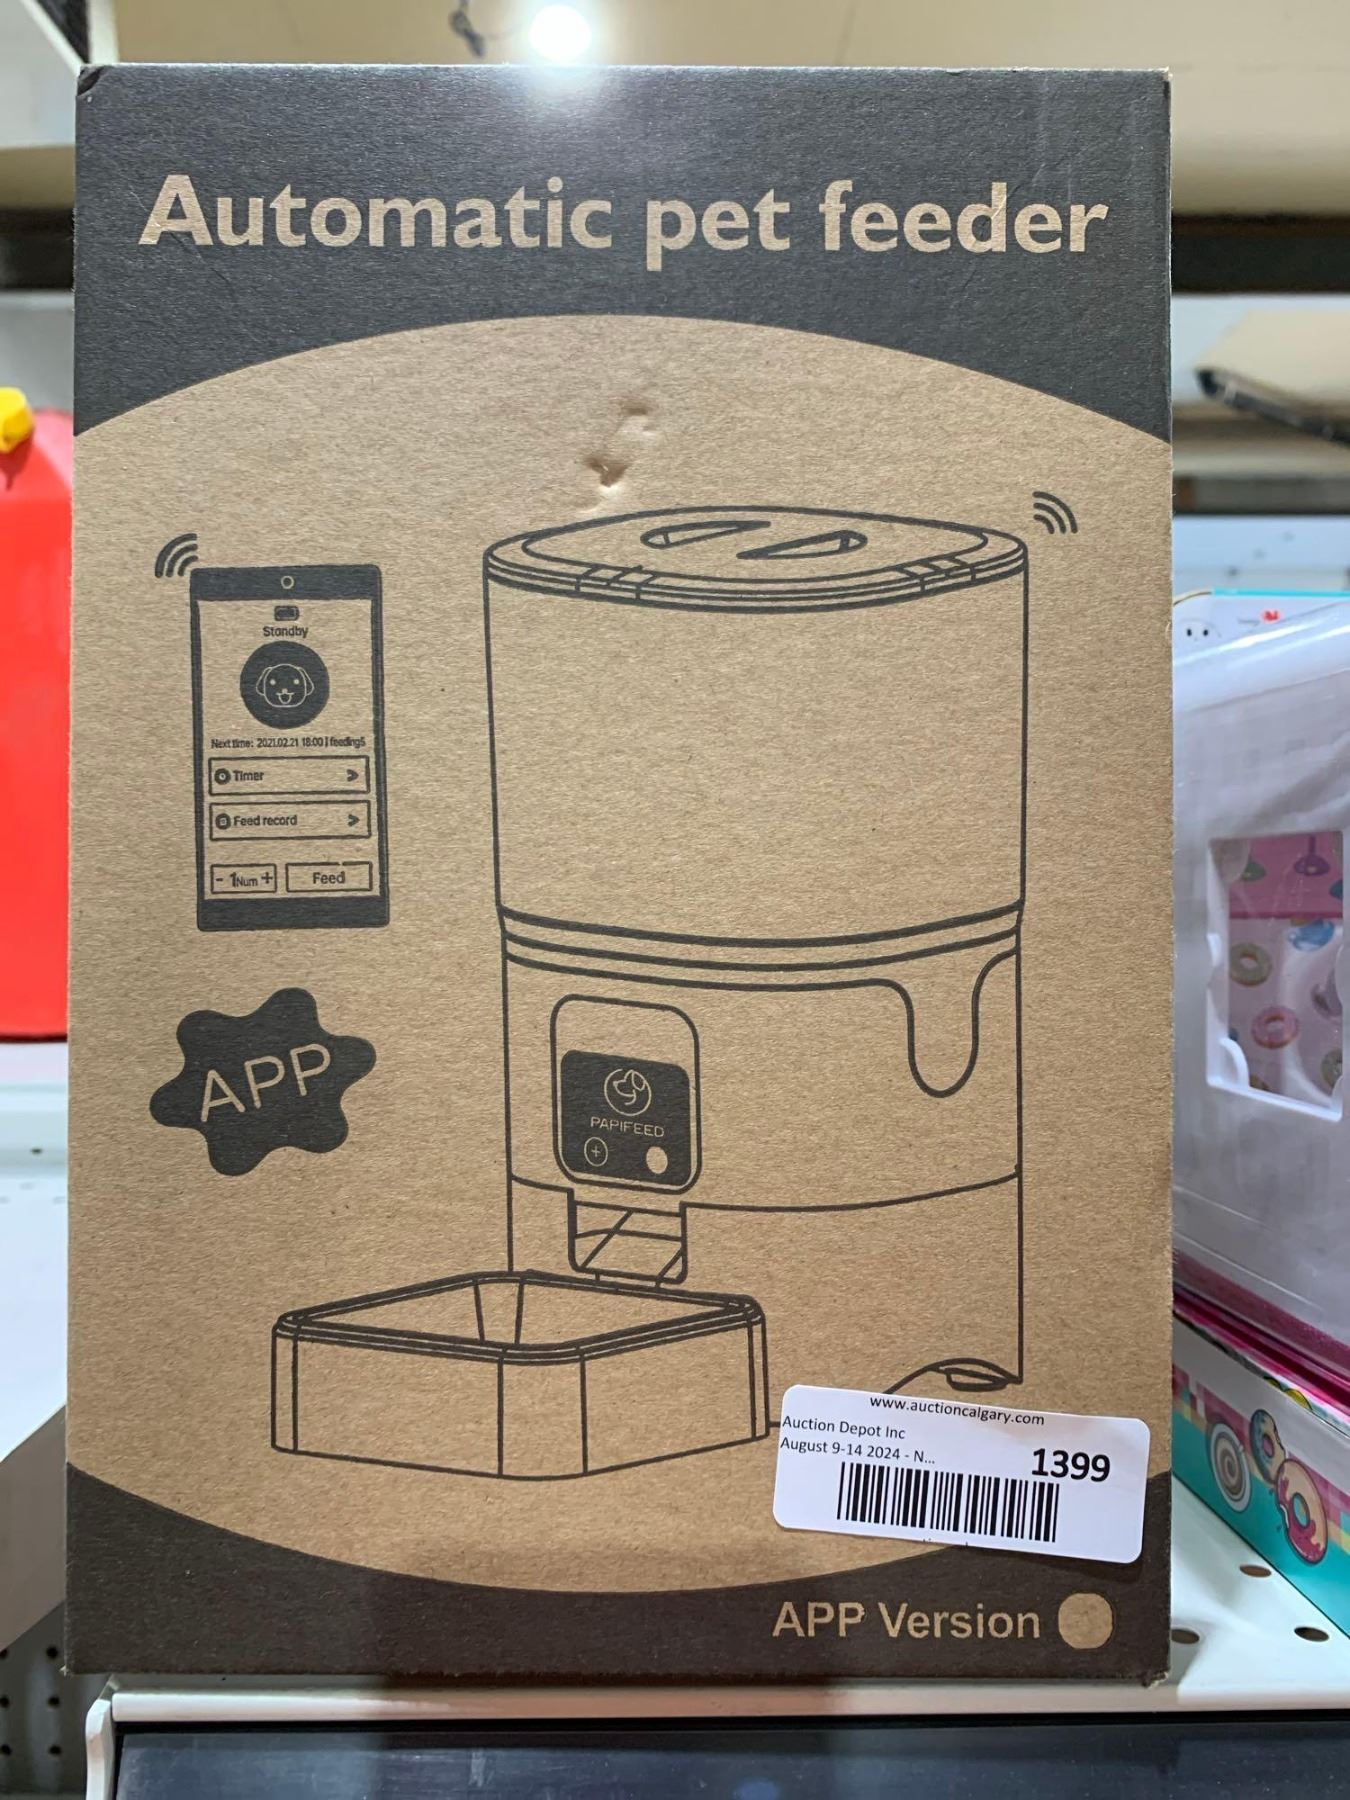 Automatic pet feeder
Standby
Next time: 2021.02.21 18:00 | feeding5
Timer >
Feed record >
- 1Num +
Feed
APP
PAPIFEED
+
www.auctioncalgary.com
Auction Depot Inc
August 9-14 2024 - N...
1399
APP Version